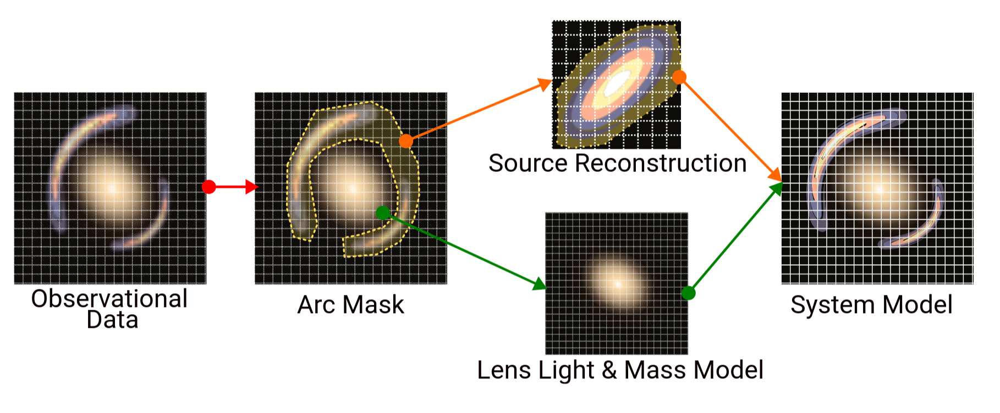 Observational
Data
Arc Mask
Source Reconstruction
Lens Light & Mass Model
System Model